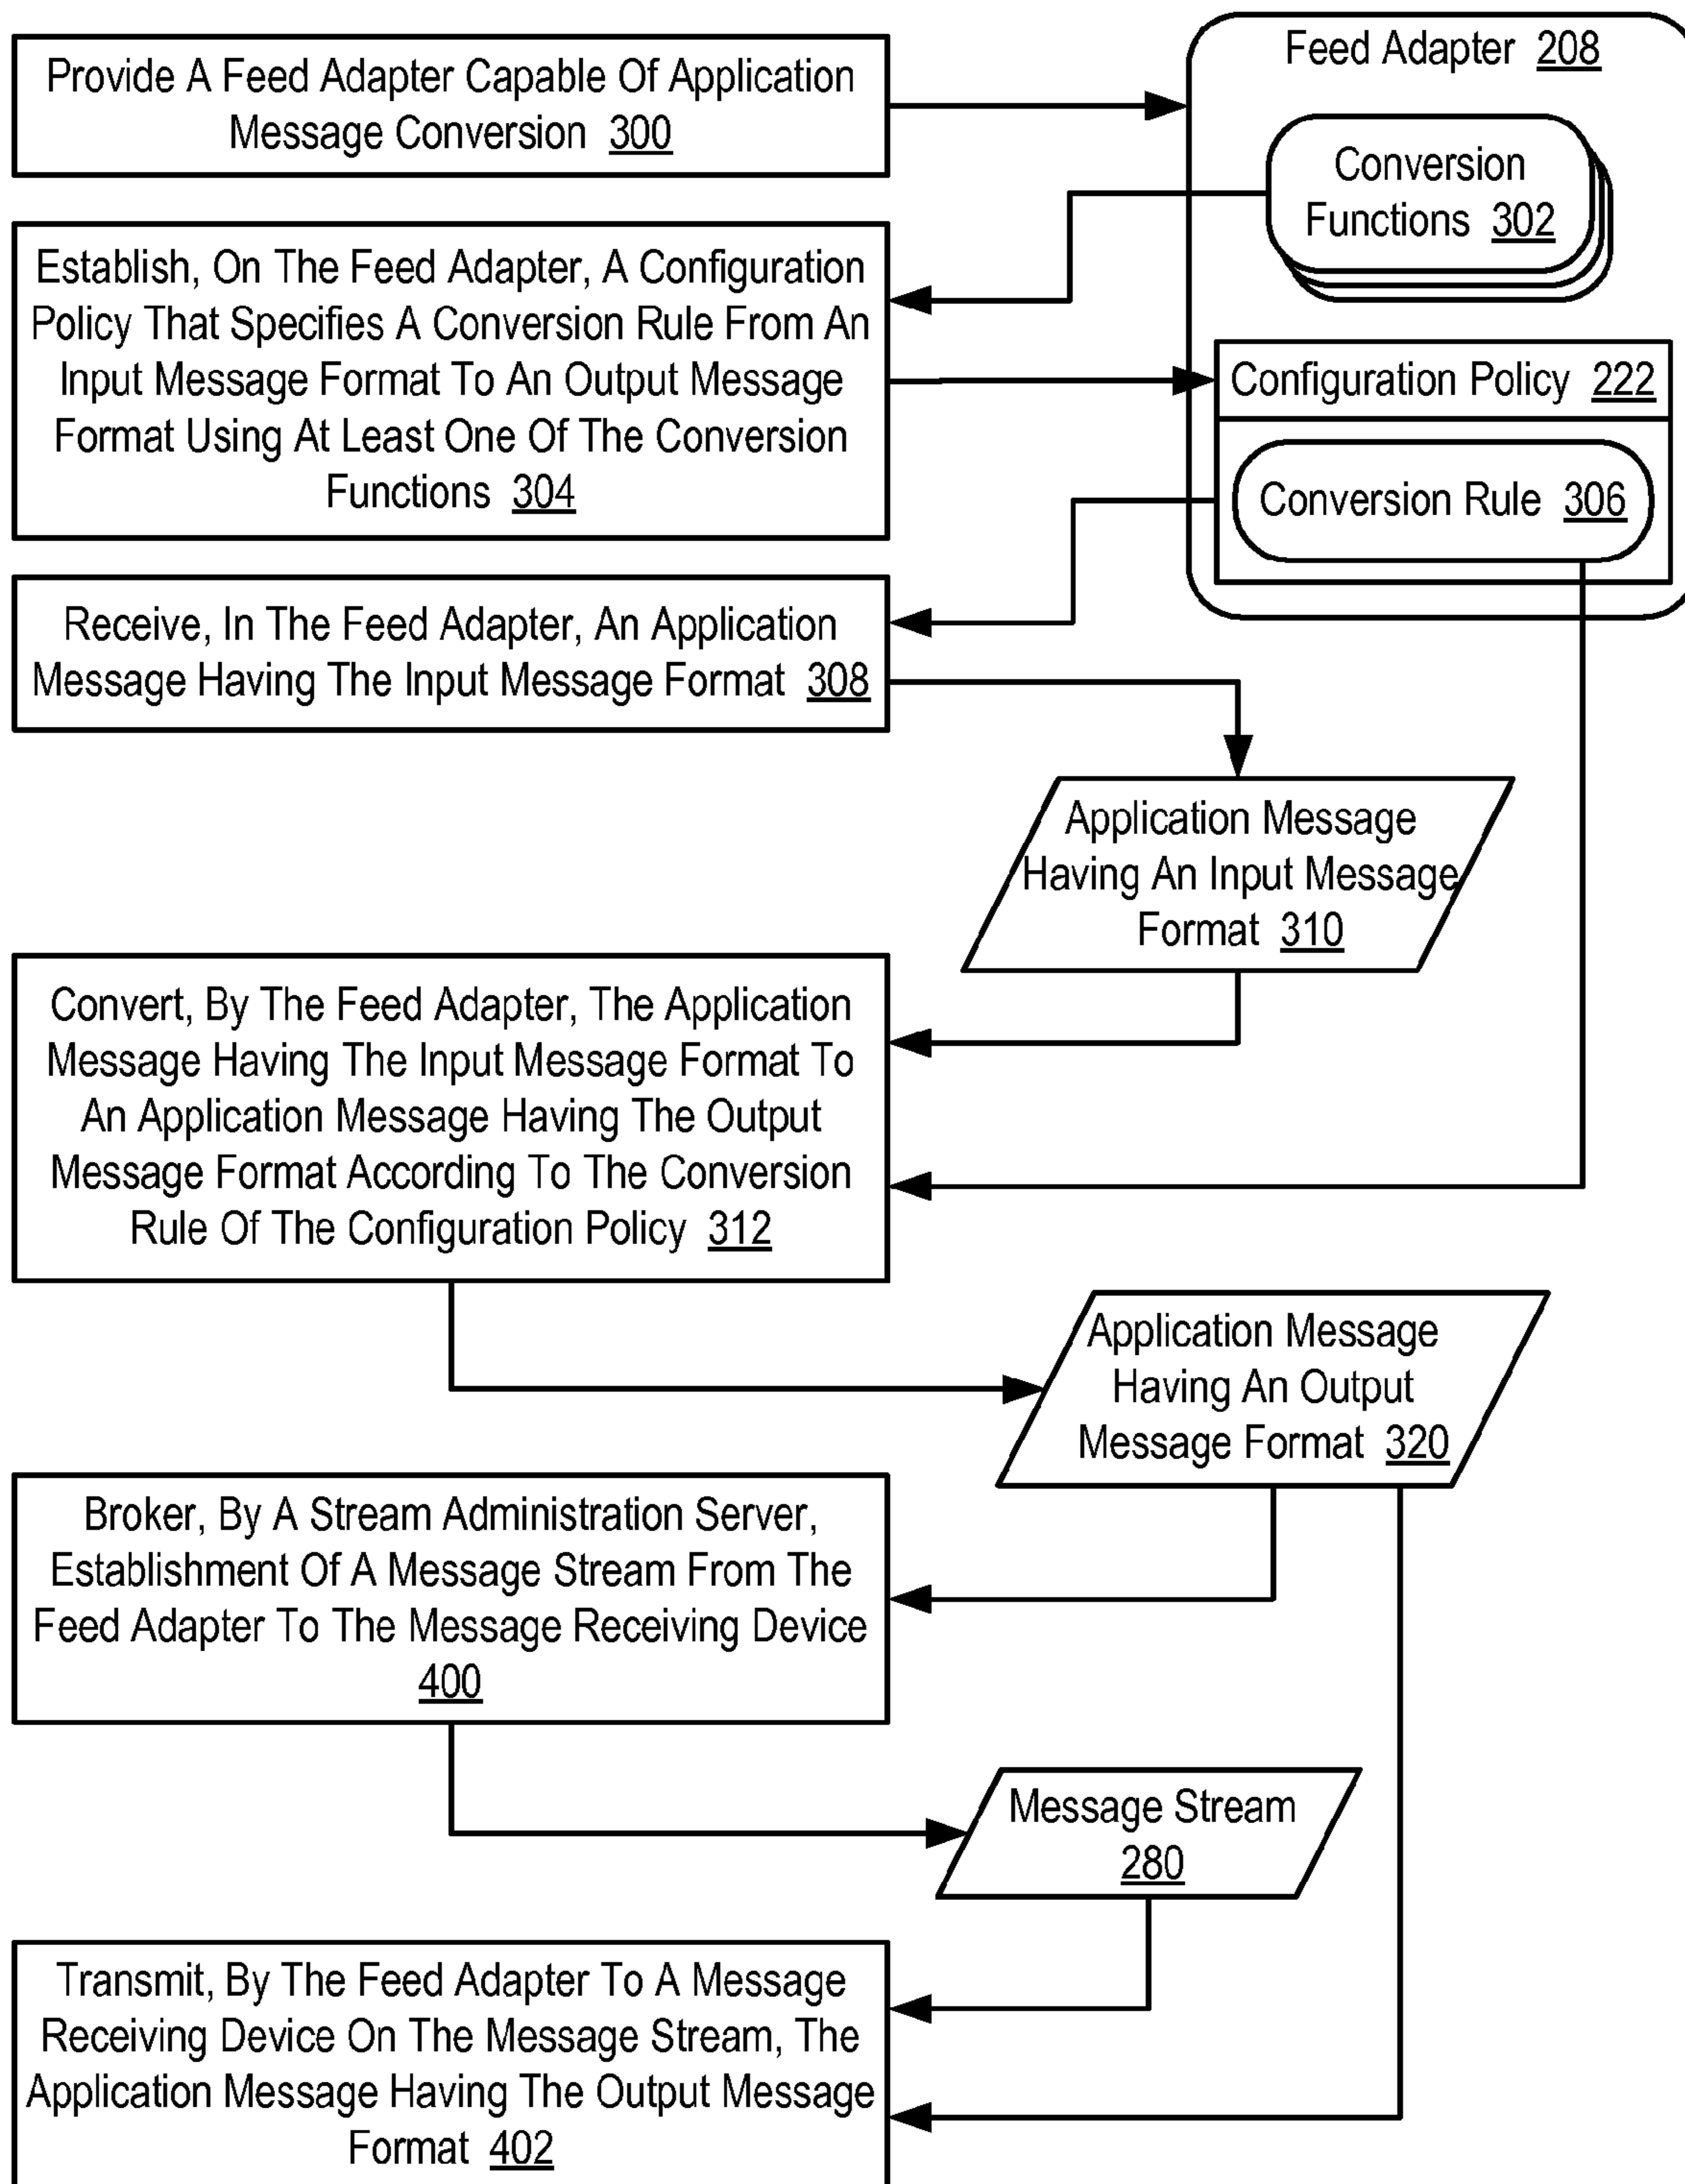 Provide A Feed Adapter Capable Of Application
Message Conversion 300
Feed Adapter 208
Conversion
Functions 302
Establish, On The Feed Adapter, A Configuration
Policy That Specifies A Conversion Rule From An
Input Message Format To An Output Message
Format Using At Least One Of The Conversion
Functions 304
Configuration Policy 222
Conversion Rule 306
Receive, In The Feed Adapter, An Application
Message Having The Input Message Format 308
Application Message
Having An Input Message
Format 310
Convert, By The Feed Adapter, The Application
Message Having The Input Message Format To
An Application Message Having The Output
Message Format According To The Conversion
Rule Of The Configuration Policy 312
Application Message
Having An Output
Message Format 320
Broker, By A Stream Administration Server,
Establishment Of A Message Stream From The
Feed Adapter To The Message Receiving Device
400
Message Stream
280
Transmit, By The Feed Adapter To A Message
Receiving Device On The Message Stream, The
Application Message Having The Output Message
Format 402